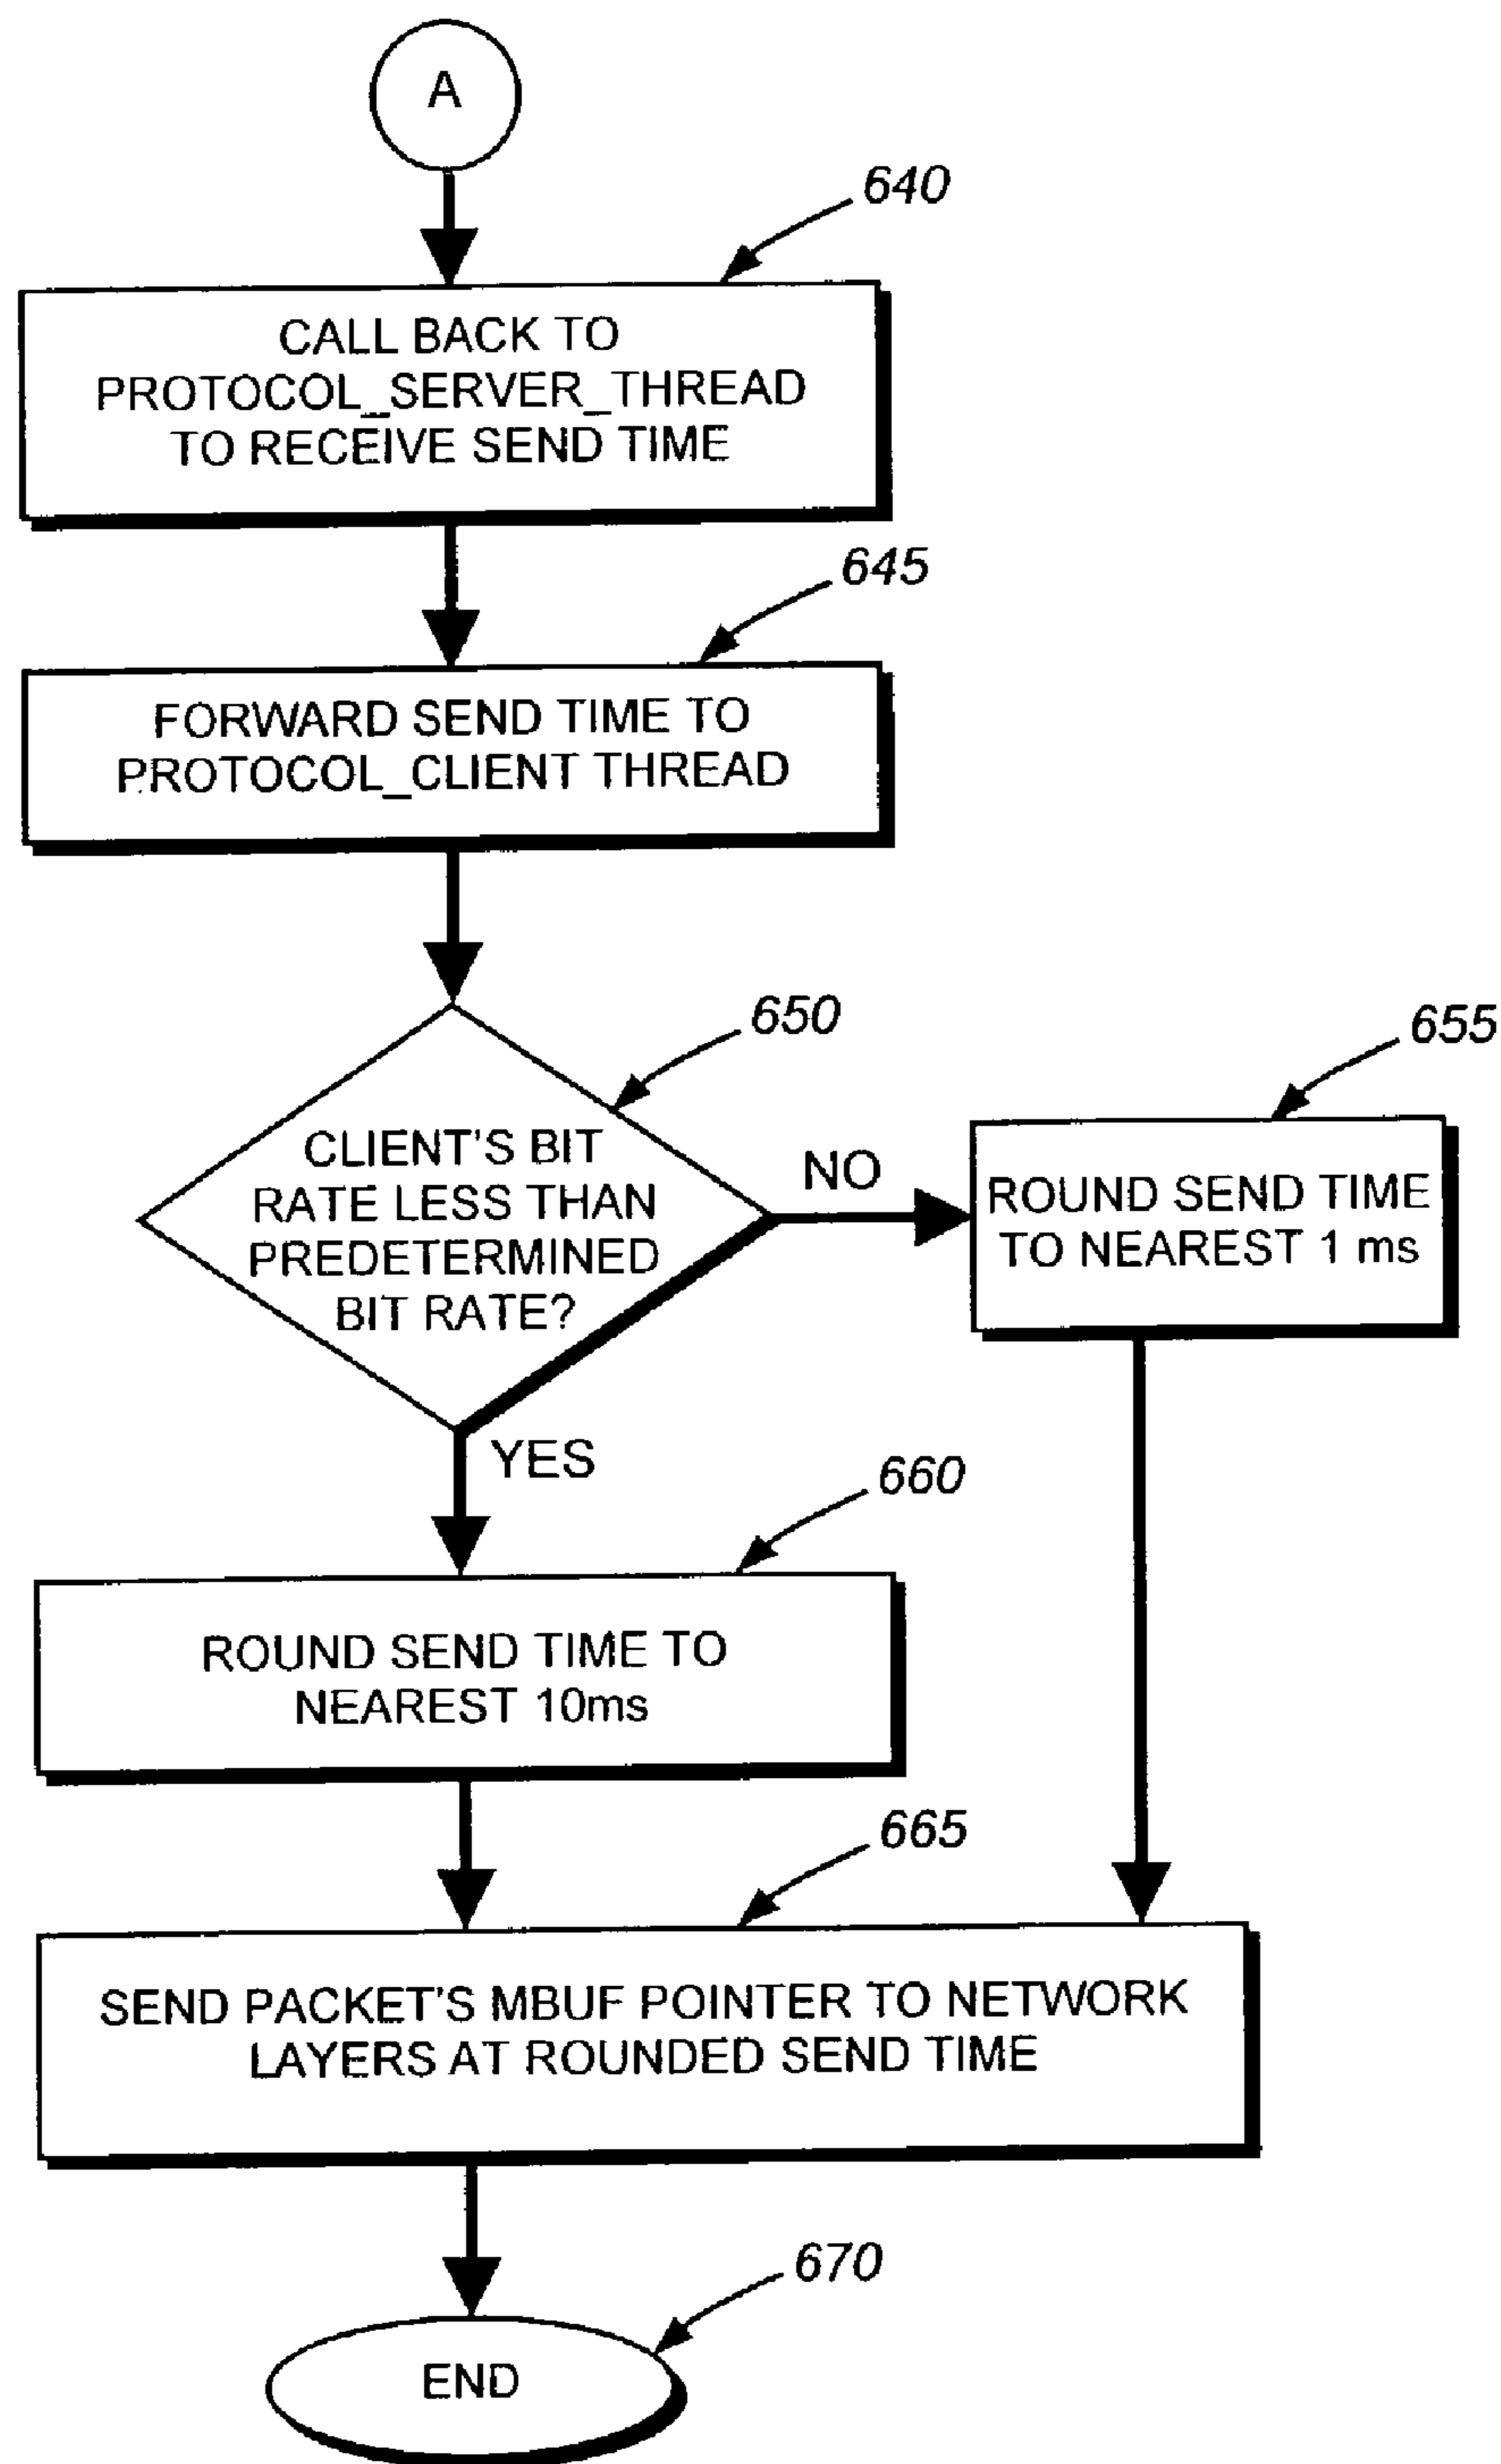 A
640
CALL BACK TO
PROTOCOL_SERVER_THREAD
TO RECEIVE SEND TIME
645
FORWARD SEND TIME TO
PROTOCOL_CLIENT THREAD
650
CLIENT'S BIT
RATE LESS THAN
PREDETERMINED
BIT RATE?
NO
655
ROUND SEND TIME
TO NEAREST 1 ms
YES
660
ROUND SEND TIME TO
NEAREST 10ms
665
SEND PACKET'S MBUF POINTER TO NETWORK
LAYERS AT ROUNDED SEND TIME
670
END